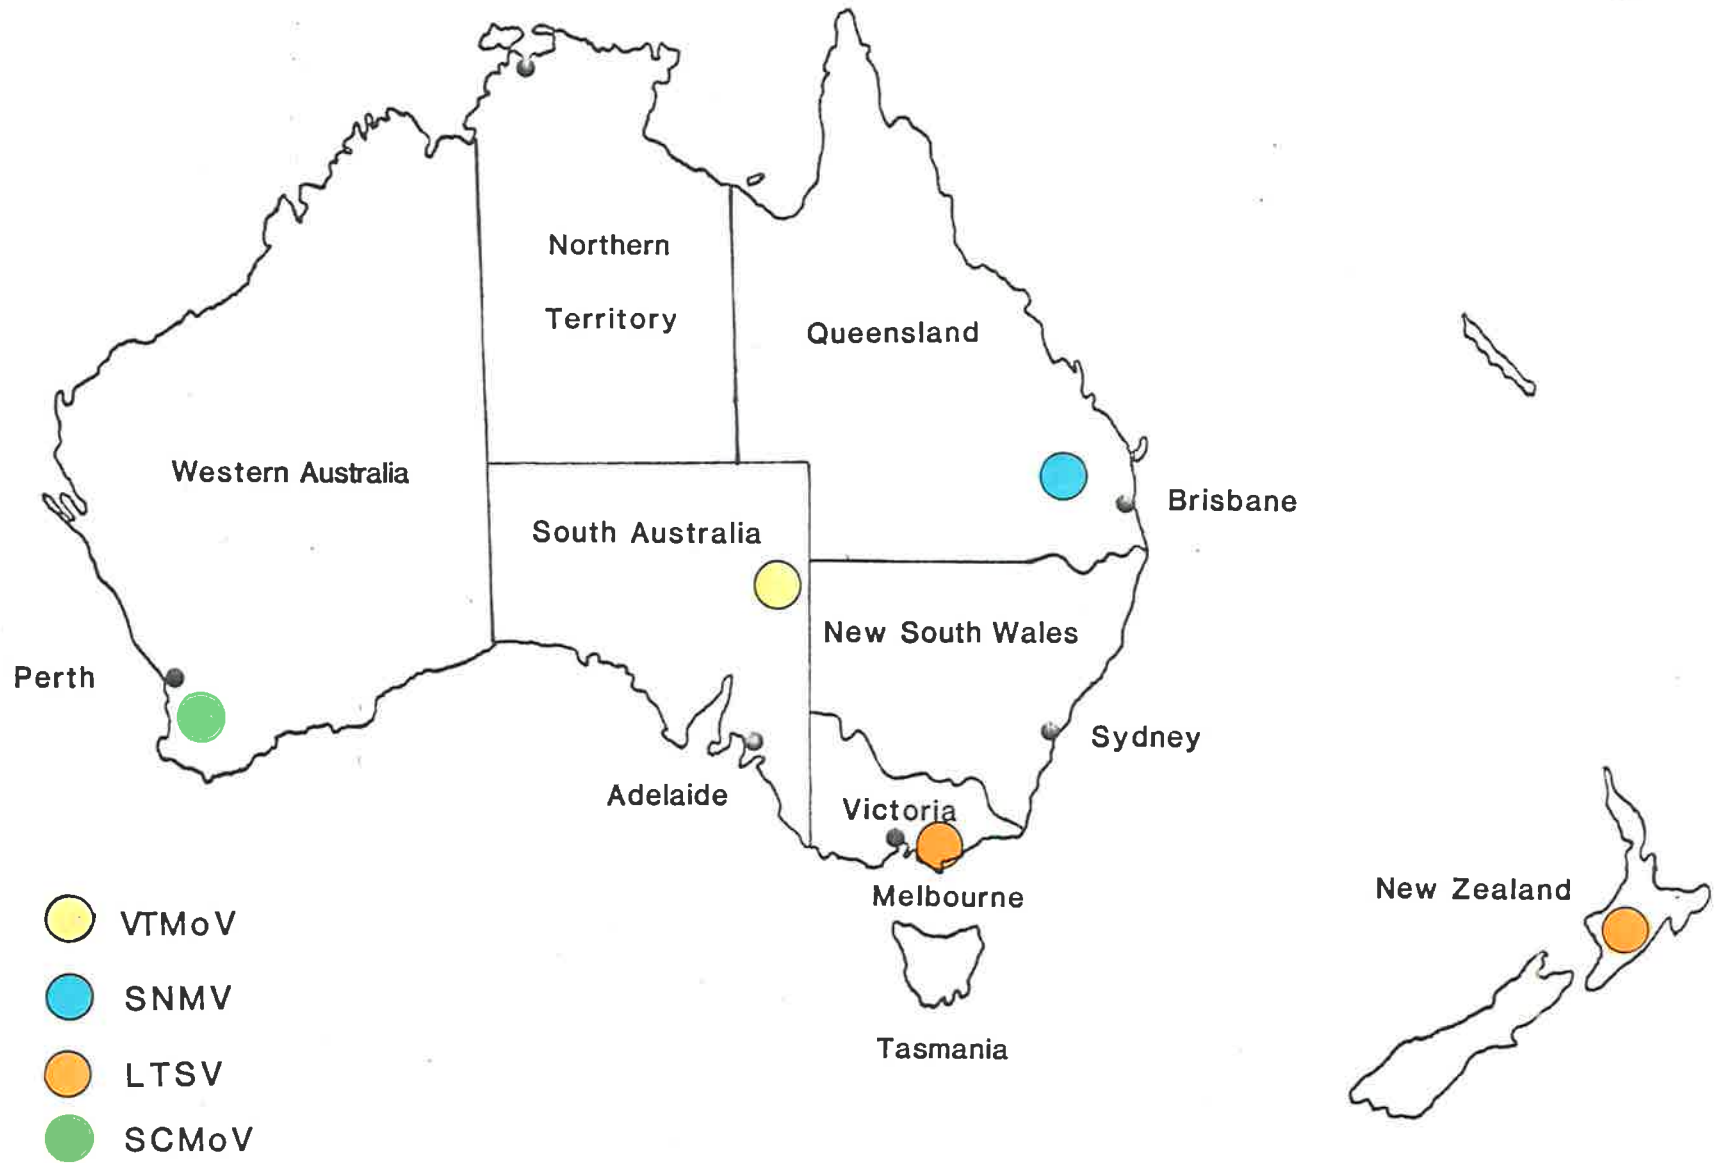 Northern
Territory
Queensland
Western Australia
South Australia
Brisbane
New South Wales
Perth
Sydney
Adelaide
Victoria
Melbourne
New Zealand
Tasmania
VTMoV
SNMV
LTSV
SCMoV